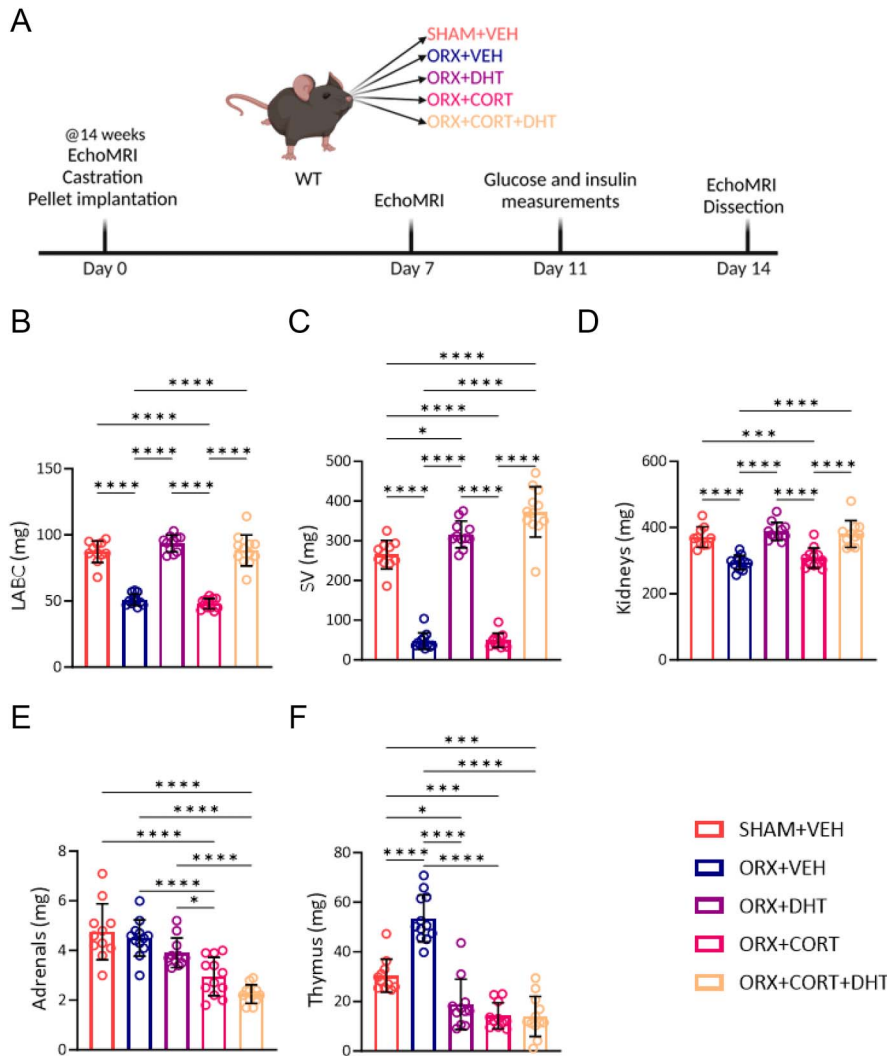 A
SHAM+VEH
ORX+VEH
ORX+DHT
ORX+CORT
ORX+CORT+DHT
@14 weeks
EchoMRI
Castration
Pellet implantation
WT
EchoMRI
Glucose and insulin
measurements
EchoMRI
Dissection
Day 0
Day 7
Day 11
Day 14
B
LABC (mg)
150
100
50
0
****
****
****
****
****
****
C
SV (mg)
500
400
300
200
100
0
****
****
****
*
****
****
****
****
D
Kidneys (mg)
600
400
200
0
****
***
****
****
****
****
E
Adrenals (mg)
8
6
4
2
0
****
****
****
****
****
*
F
Thymus (mg)
80
60
40
20
0
***
****
***
*
****
****
****
SHAM+VEH
ORX+VEH
ORX+DHT
ORX+CORT
ORX+CORT+DHT